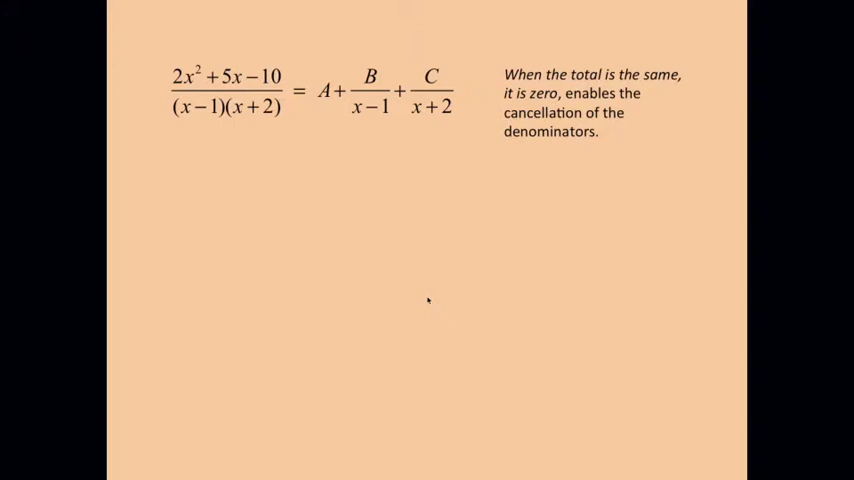 2x² + 5x − 10 / (x − 1)(x + 2) = A + B / x − 1 + C / x + 2
When the total is the same,
it is zero, enables the
cancellation of the
denominators.